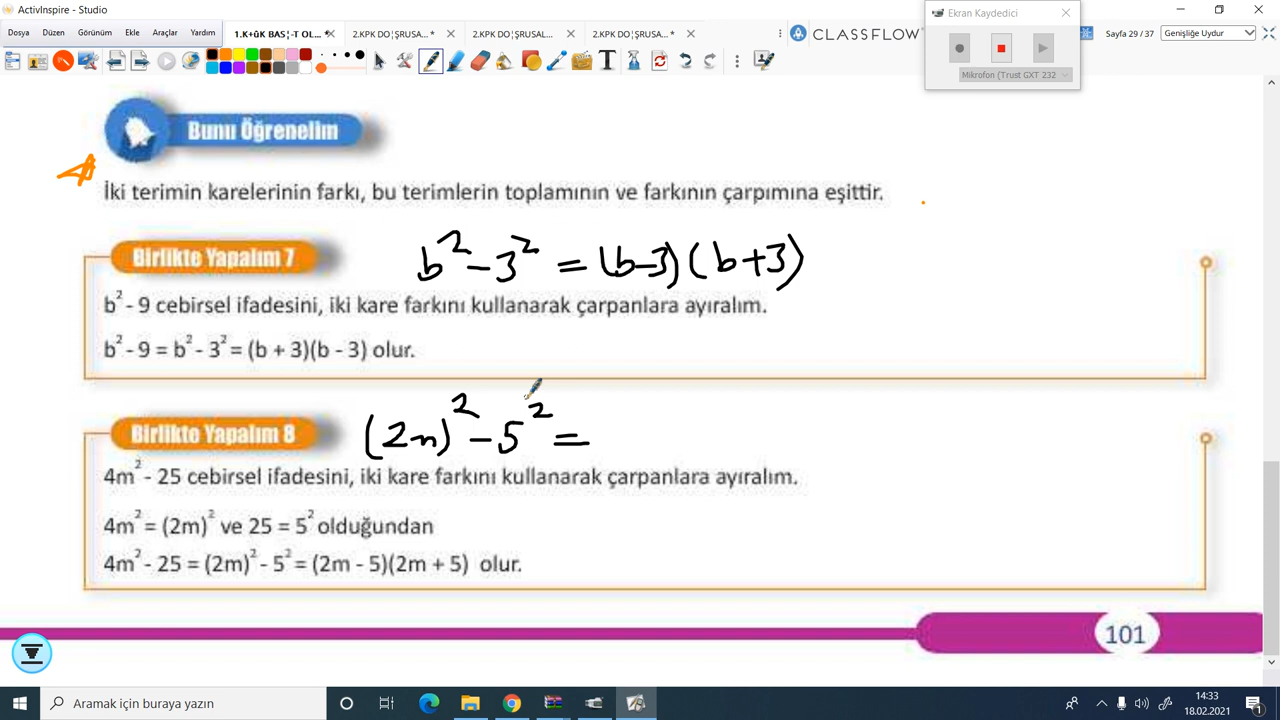 ActivInspire - Studio
Ekran Kaydedici
Dosya Düzen Görünüm Ekle Araçlar Yardım
1.K+ûK BAS¦-T OL...
2.KPK DO¦ŞRUSA... *
2.KPK DO¦ŞRUSAL...
2.KPK DO¦ŞRUSA... *
CLASSFLOW
Sayfa 29 / 37
Genişliğe Uydur
Mikrofon (Trust GXT 232
Bunu Öğrenelim
İki terimin karelerinin farkı, bu terimlerin toplamının ve farkının çarpımına eşittir.
Birlikte Yapalım 7
b² - 3² = (b-3) (b+3)
b² - 9 cebirsel ifadesini, iki kare farkını kullanarak çarpanlara ayıralım.
b² - 9 = b² - 3² = (b + 3)(b - 3) olur.
Birlikte Yapalım 8
(2m)² - 5² =
4m² - 25 cebirsel ifadesini, iki kare farkını kullanarak çarpanlara ayıralım.
4m² = (2m)² ve 25 = 5² olduğundan
4m² - 25 = (2m)² - 5² = (2m - 5)(2m + 5) olur.
101
Aramak için buraya yazın
14:33
18.02.2021
1